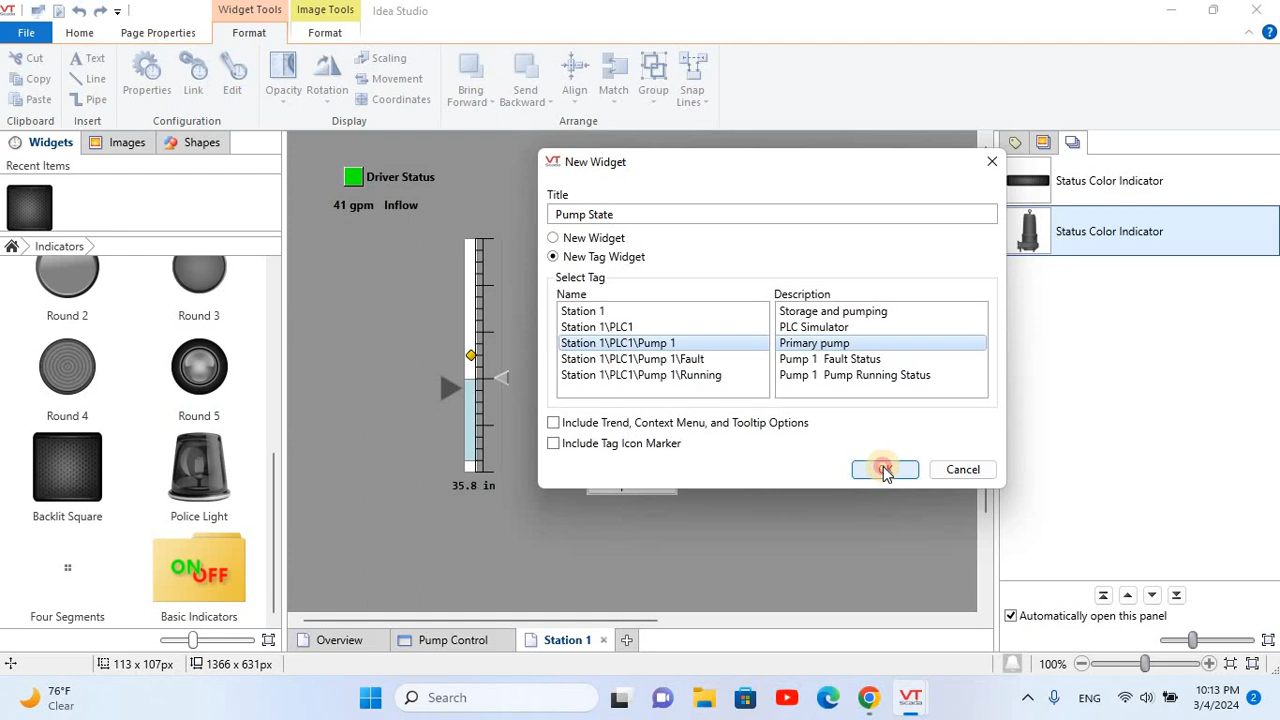 VT SCADA
Widget Tools
Image Tools
Idea Studio
File
Home
Page Properties
Format
Format
Cut
Copy
Paste
Clipboard
Text
Line
Pipe
Insert
Properties
Link
Edit
Configuration
Opacity
Rotation
Scaling
Movement
Coordinates
Display
Bring Forward
Send Backward
Align
Match
Group
Snap Lines
Arrange
Widgets
Images
Shapes
Recent Items
Indicators
Round 2
Round 3
Round 4
Round 5
Backlit Square
Police Light
Four Segments
ON
OFF
Basic Indicators
Driver Status
41 gpm Inflow
35.8 in
VT SCADA
New Widget
Title
Pump State
New Widget
New Tag Widget
Select Tag
Name
Description
Station 1
Storage and pumping
Station 1\PLC1
PLC Simulator
Station 1\PLC1\Pump 1
Primary pump
Station 1\PLC1\Pump 1\Fault
Pump 1 Fault Status
Station 1\PLC1\Pump 1\Running
Pump 1 Pump Running Status
Include Trend, Context Menu, and Tooltip Options
Include Tag Icon Marker
Cancel
Status Color Indicator
Status Color Indicator
Automatically open this panel
Overview
Pump Control
Station 1
113 x 107px
1366 x 631px
100%
76°F
Clear
Search
VT SCADA
ENG
10:13 PM
3/4/2024
2